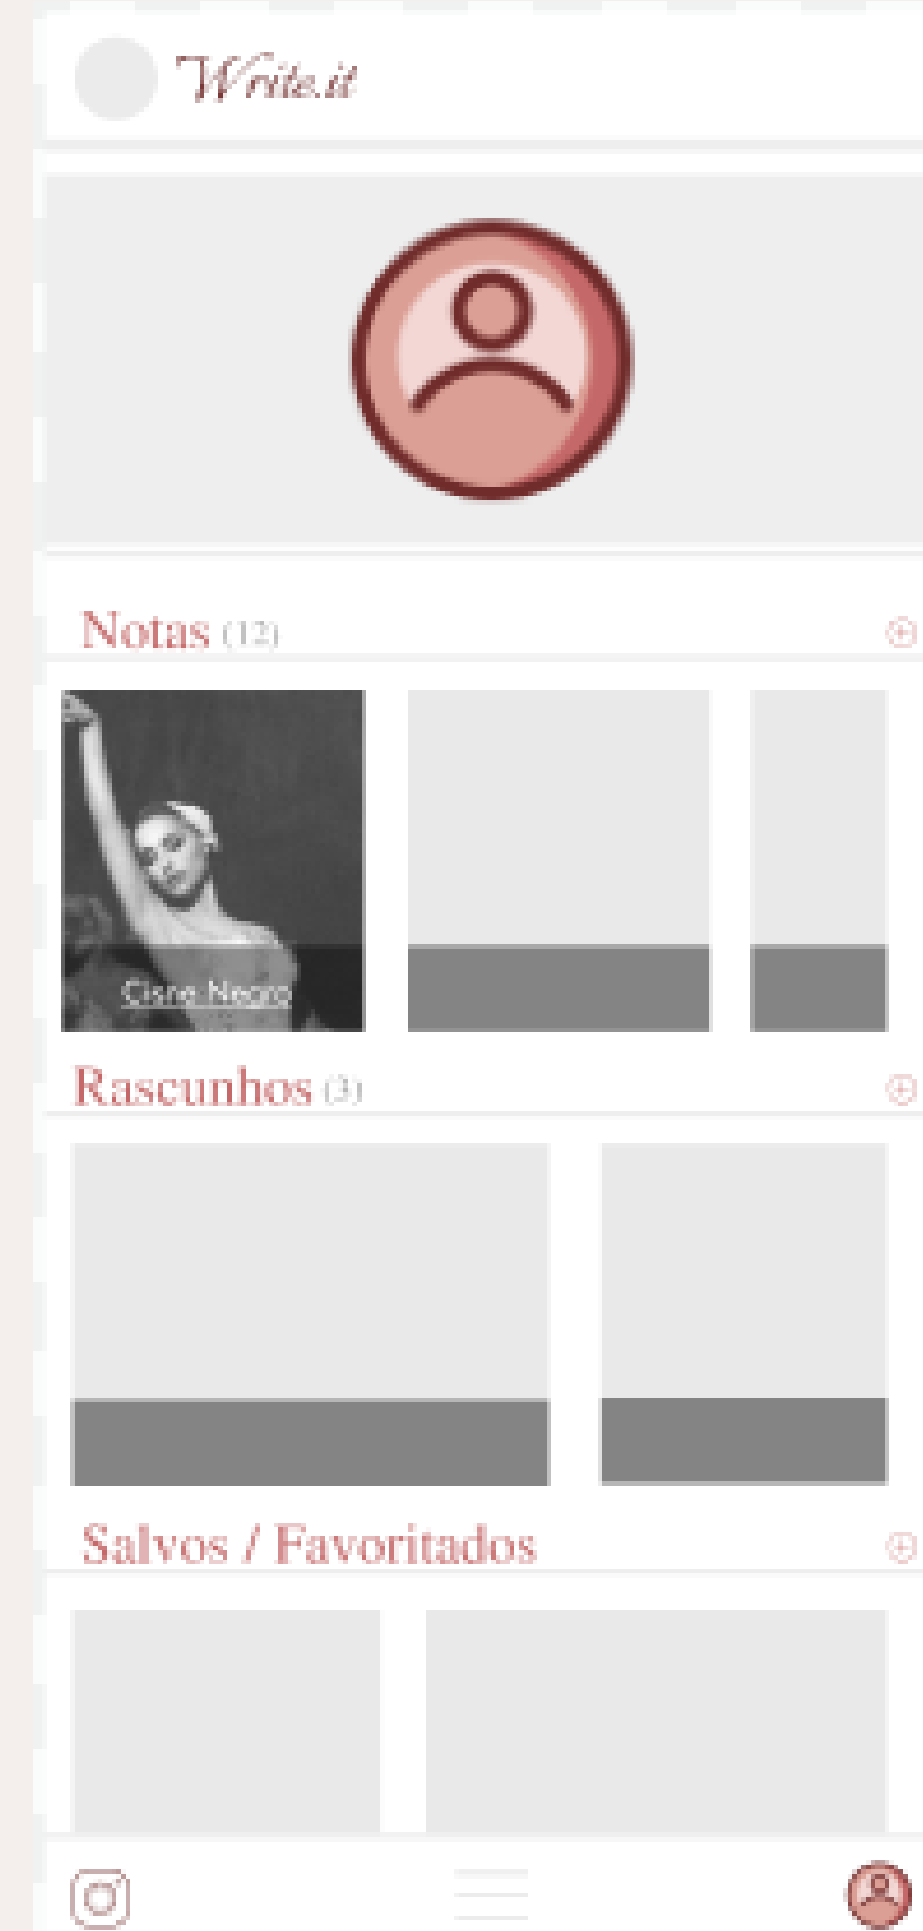 Write.it
Notas (12)
Cisne Negro
Rascunhos (3)
Salvos / Favoritados